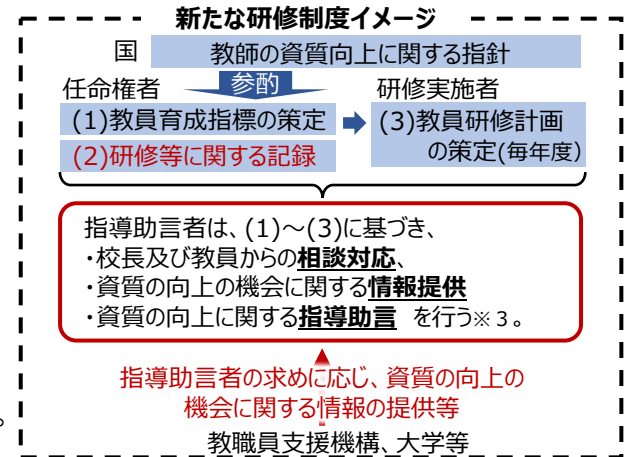 新たな研修制度イメージ
国
教師の資質向上に関する指針
任命権者
参酌
研修実施者
(1)教員育成指標の策定
(2)研修等に関する記録
(3)教員研修計画
の策定(毎年度)
指導助言者は、(1)～(3)に基づき、
・校長及び教員からの相談対応、
・資質の向上の機会に関する情報提供
・資質の向上に関する指導助言 を行う※３。
指導助言者の求めに応じ、資質の向上の
機会に関する情報の提供等
。
教職員支援機構、大学等